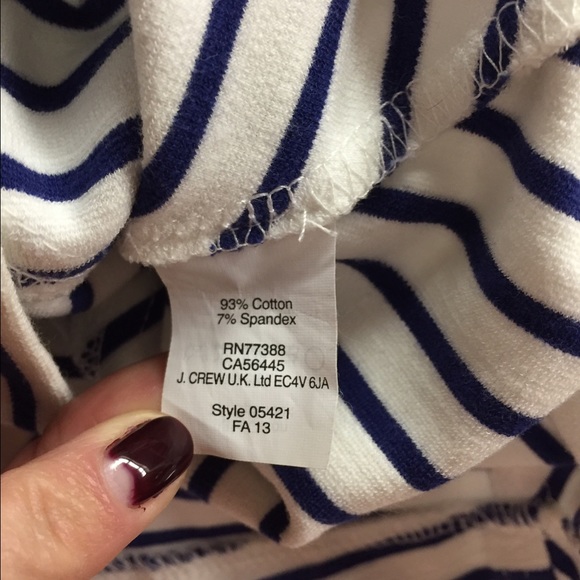 93% Cotton
7% Spandex
RN77388
CA56445
J. CREW U.K. Ltd EC4V 6JA
Style 05421
FA 13